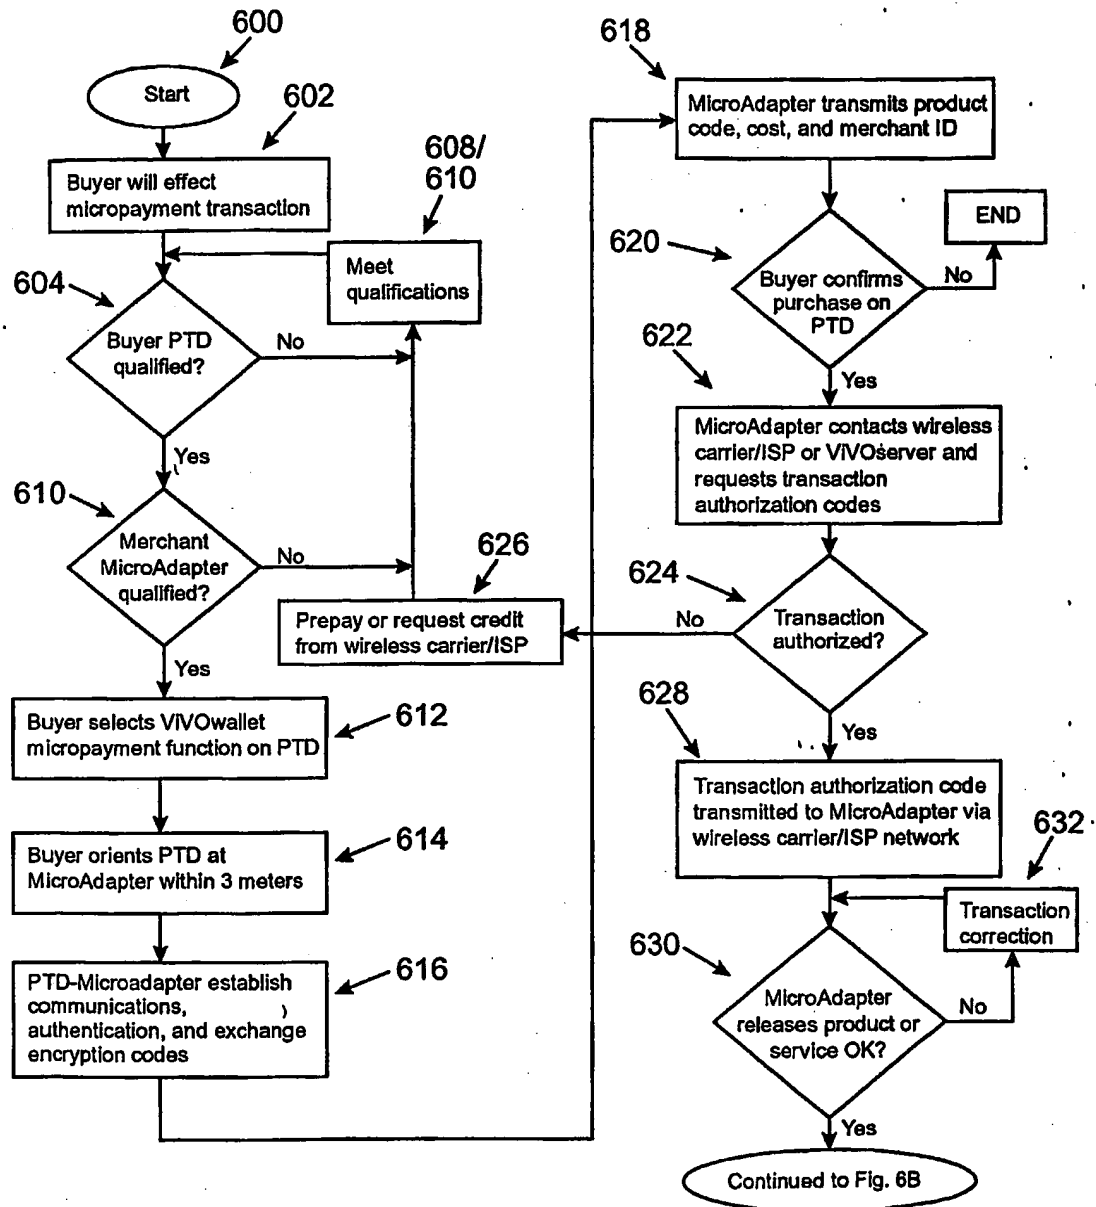 600
Start
602
Buyer will effect
micropayment transaction
608/
610
Meet
qualifications
604
Buyer PTD
qualified?
No
Yes
610
Merchant
MicroAdapter
qualified?
No
Yes
626
Prepay or request credit
from wireless carrier/ISP
Buyer selects ViVOwallet
micropayment function on PTD
612
Buyer orients PTD at
MicroAdapter within 3 meters
614
PTD-Microadapter establish
communications,
authentication, and exchange
encryption codes
616
618
MicroAdapter transmits product
code, cost, and merchant ID
END
620
Buyer confirms
purchase on
PTD
No
Yes
622
MicroAdapter contacts wireless
carrier/ISP or ViVOserver and
requests transaction
authorization codes
624
Transaction
authorized?
No
Yes
628
Transaction authorization code
transmitted to MicroAdapter via
wireless carrier/ISP network
632
Transaction
correction
630
MicroAdapter
releases product or
service OK?
No
Yes
Continued to Fig. 6B